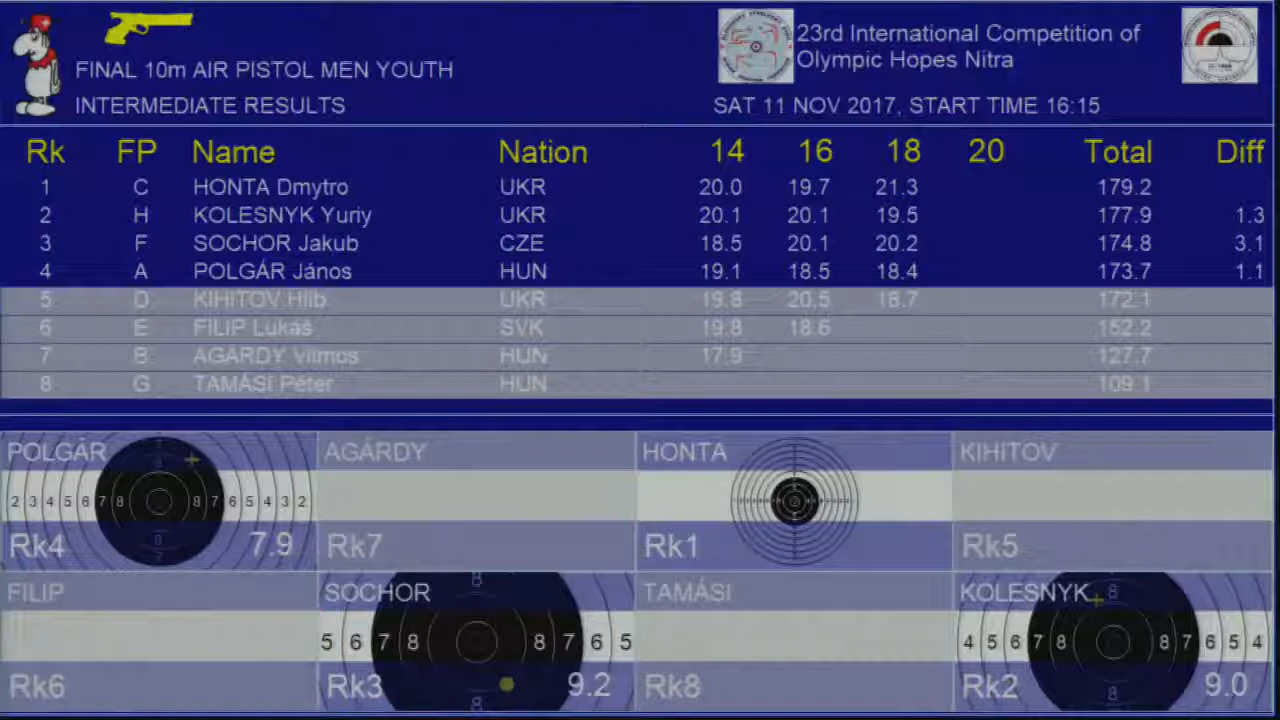 23rd International Competition of
Olympic Hopes Nitra
FINAL 10m AIR PISTOL MEN YOUTH
INTERMEDIATE RESULTS
SAT 11 NOV 2017, START TIME 16:15
Rk FP Name Nation 14 16 18 20 Total Diff
1 C HONTA Dmytro UKR 20.0 19.7 21.3 179.2
2 H KOLESNYK Yuriy UKR 20.1 20.1 19.5 177.9 1.3
3 F SOCHOR Jakub CZE 18.5 20.1 20.2 174.8 3.1
4 A POLGÁR János HUN 19.1 18.5 18.4 173.7 1.1
5 D KIHITOV Hlib UKR 19.8 20.5 18.7 172.1
6 E FILIP Lukáš SVK 19.8 18.6 152.2
7 B AGÁRDY Vilmos HUN 17.9 127.7
8 G TAMÁSI Péter HUN 109.1
POLGÁR AGÁRDY HONTA KIHITOV
2 3 4 5 6 7 8 8 7 6 5 4 3 2
Rk4 7.9 Rk7 Rk1 Rk5
FILIP SOCHOR TAMÁSI KOLESNYK
8 8
5 6 7 8 8 7 6 5 4 5 6 7 8 8 7 6 5 4
Rk6 Rk3 9.2 Rk8 Rk2 9.0
8 8